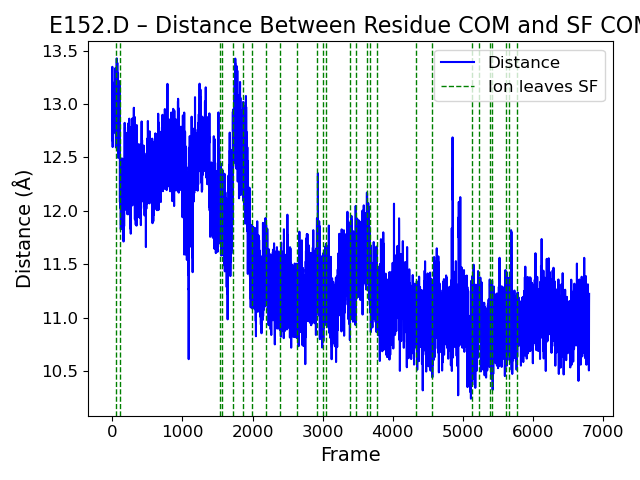 E152.D – Distance Between Residue COM and SF COM
13.5
13.0
12.5
12.0
11.5
11.0
10.5
Distance (Å)
Distance
Ion leaves SF
0 1000 2000 3000 4000 5000 6000 7000
Frame